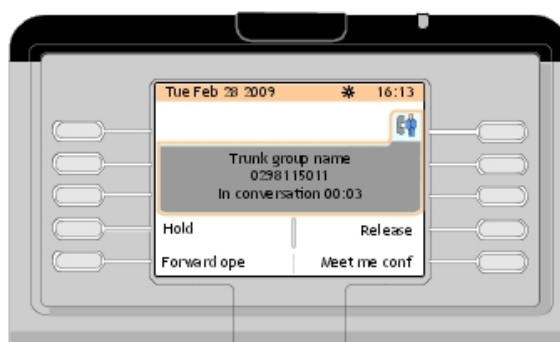 Tue Feb 28 2009 16:13
Trunk group name
0298115011
In conversation 00:03
Hold Release
Forward ope Meet me conf